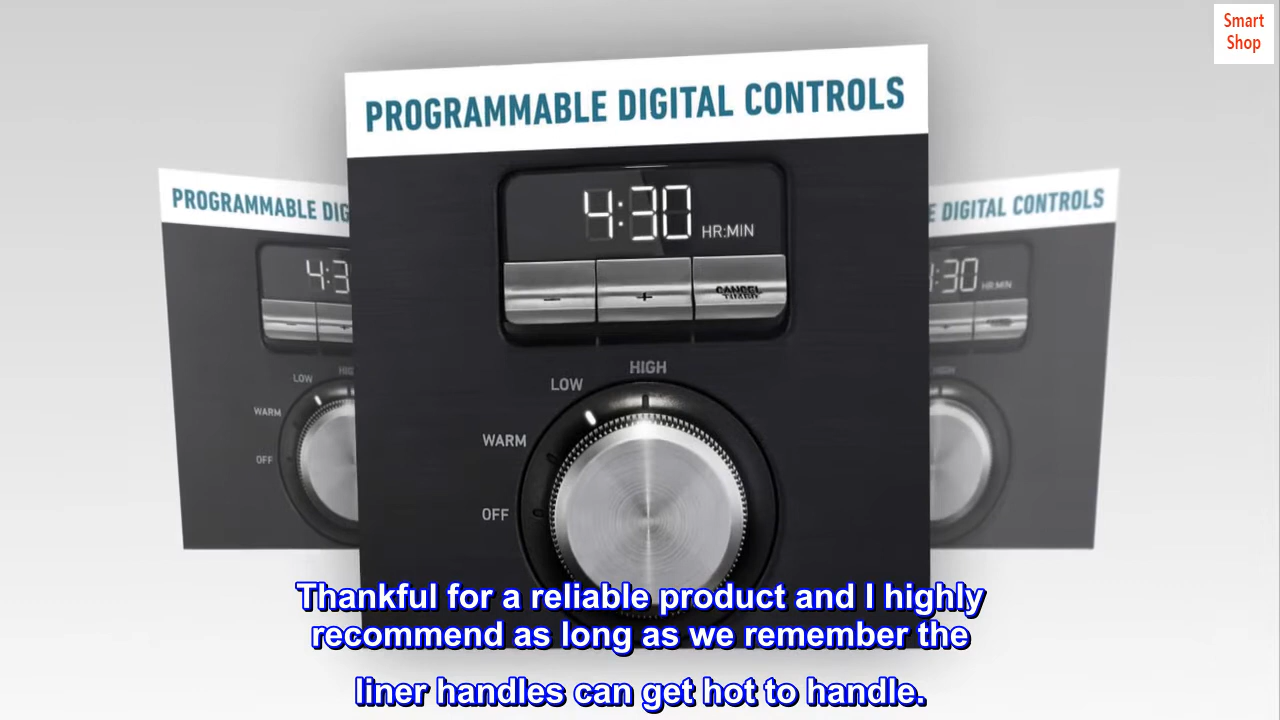 Smart
Shop
PROGRAMMABLE DIGITAL CONTROLS
PROGRAMMABLE DIG
E DIGITAL CONTROLS
4:30
HR:MIN
4:3
:30
HR:MIN
− + CANCEL
HIGH
LOW
WARM
OFF
LOW
HIG
WARM
OFF
HIGH
Thankful for a reliable product and I highly
recommend as long as we remember the
liner handles can get hot to handle.